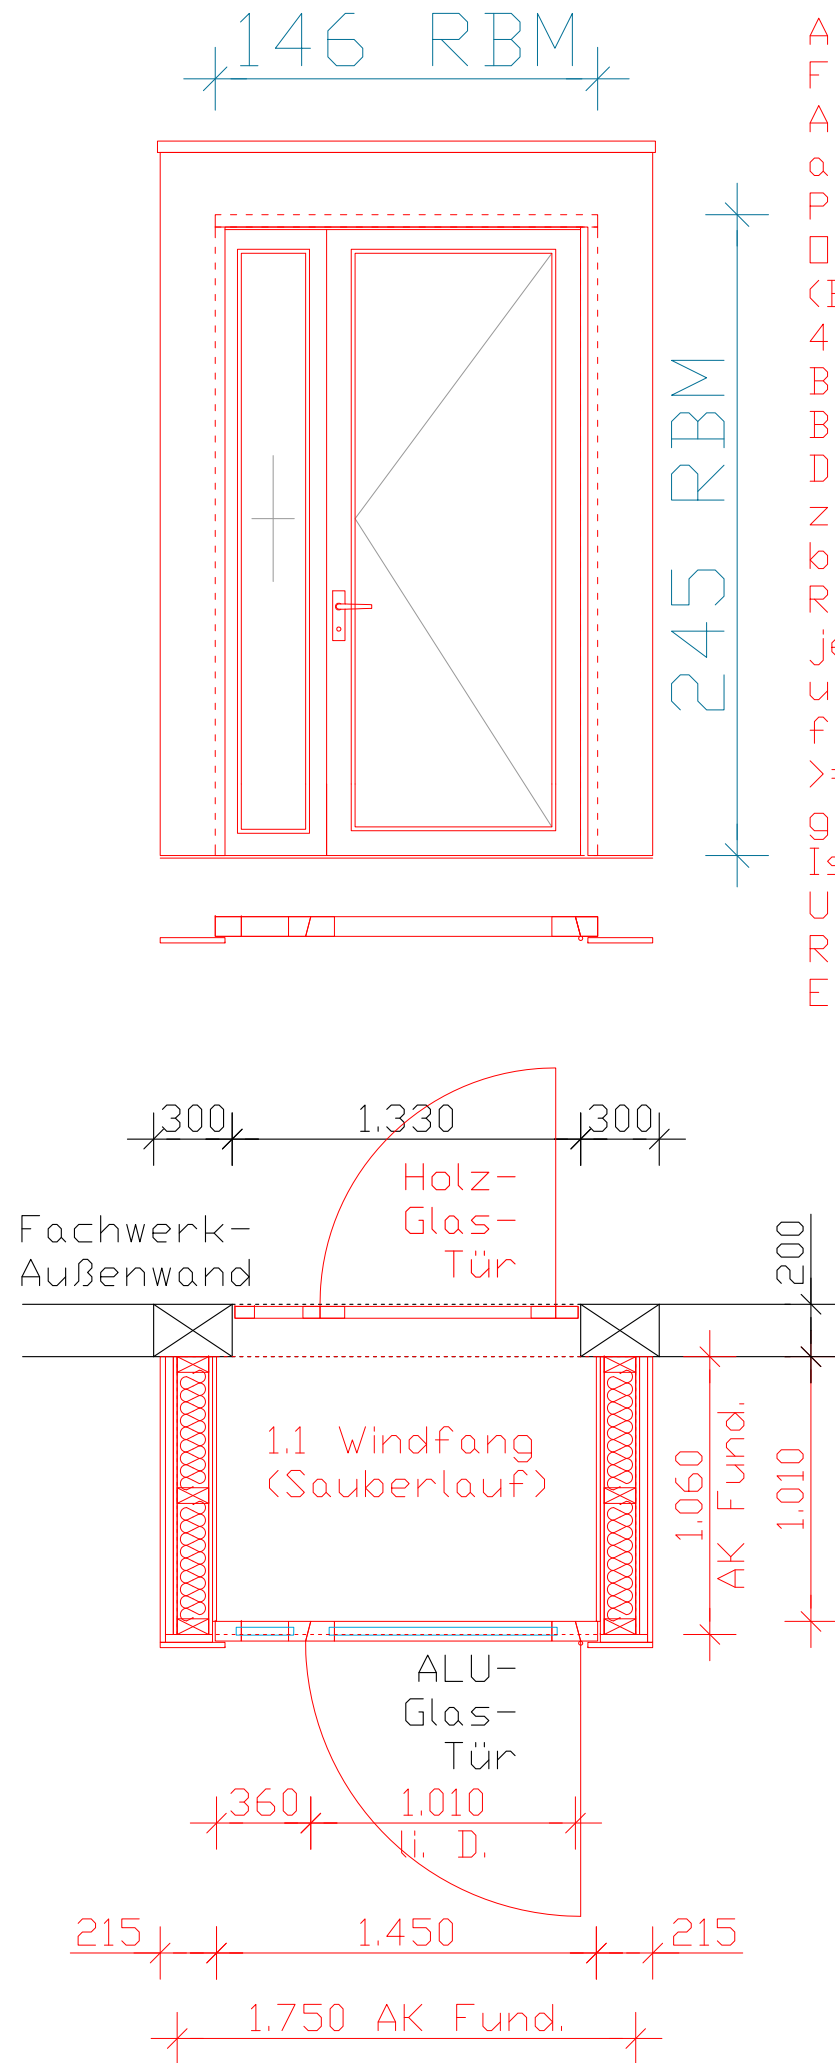 146 RBM
245 RBM
A
F
A
a
P
(
4
B
B
D
z
b
R
j
u
f
>
g
Is
U
R
E
300
1.330
300
Holz-
Glas-
Tür
Fachwerk-
Außenwand
200
1.1 Windfang
(Sauberlauf)
1.060
AK Fund.
1.010
ALU-
Glas-
Tür
360
1.010
li. D.
215
1.450
215
1.750 AK Fund.